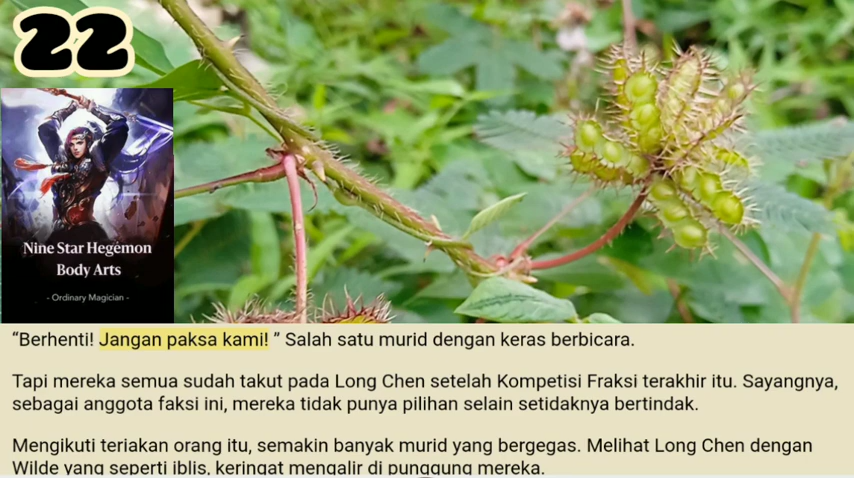 22
Nine Star Hegemon
Body Arts
- Ordinary Magician -
“Berhenti! Jangan paksa kami! ” Salah satu murid dengan keras berbicara.
Tapi mereka semua sudah takut pada Long Chen setelah Kompetisi Fraksi terakhir itu. Sayangnya,
sebagai anggota faksi ini, mereka tidak punya pilihan selain setidaknya bertindak.
Mengikuti teriakan orang itu, semakin banyak murid yang bergegas. Melihat Long Chen dengan
Wilde yang seperti iblis, keringat mengalir di punggung mereka.